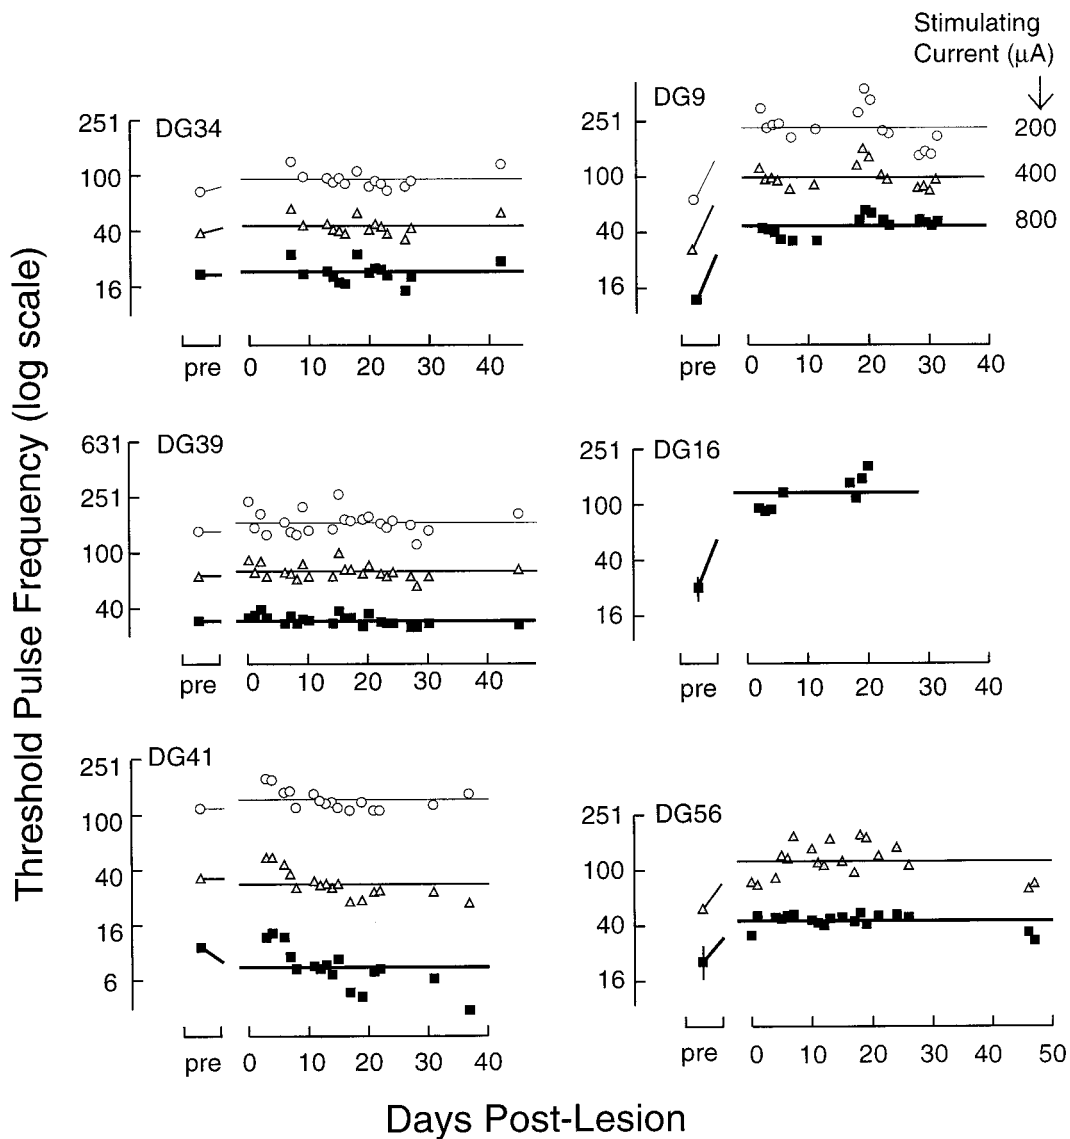 Stimulating
Current (μA)
Threshold Pulse Frequency (log scale)
DG34
251
100
40
16
pre 0 10 20 30 40
DG9
251
100
40
16
200
400
800
pre 0 10 20 30 40
DG39
631
251
100
40
pre 0 10 20 30 40
DG16
251
100
40
16
pre 0 10 20 30 40
DG41
251
100
40
16
6
pre 0 10 20 30 40
DG56
251
100
40
16
pre 0 10 20 30 40 50
Days Post-Lesion